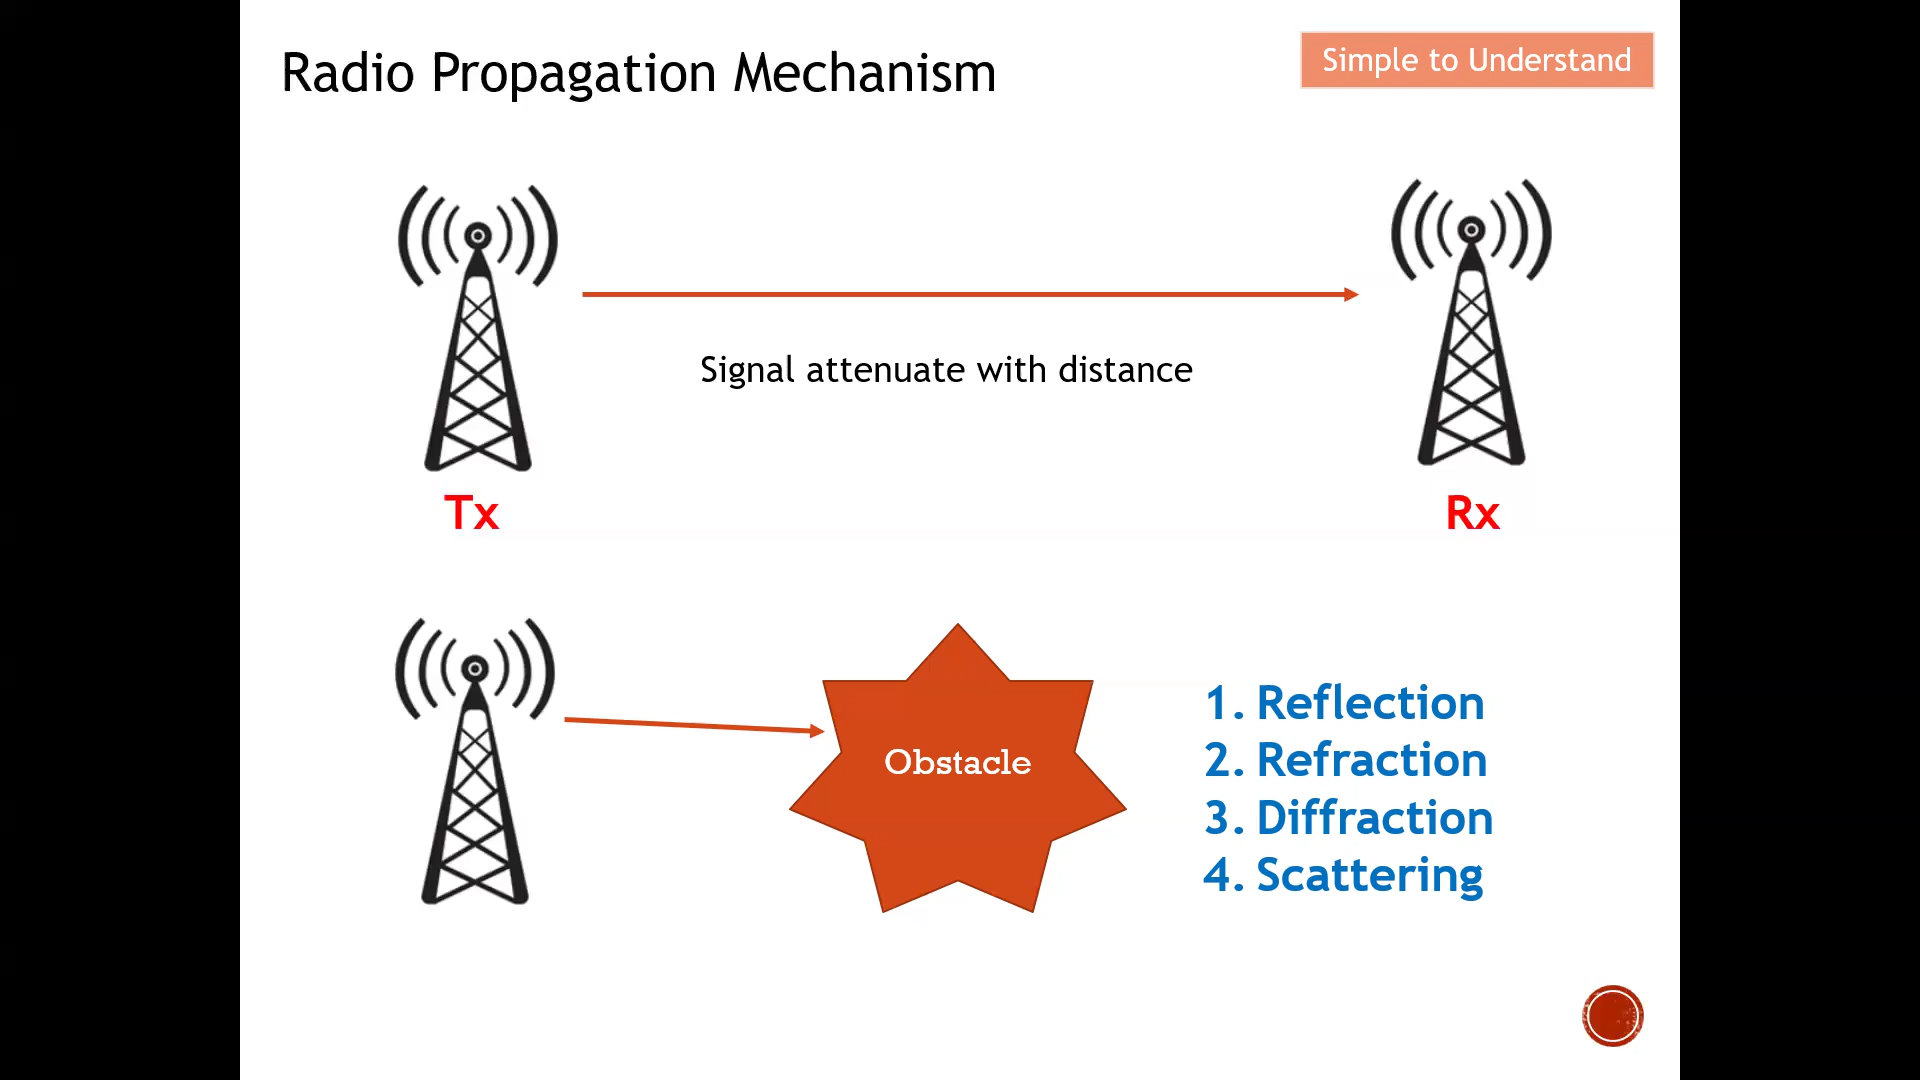 Radio Propagation Mechanism
Simple to Understand
Signal attenuate with distance
Tx
Rx
Obstacle
1. Reflection
2. Refraction
3. Diffraction
4. Scattering